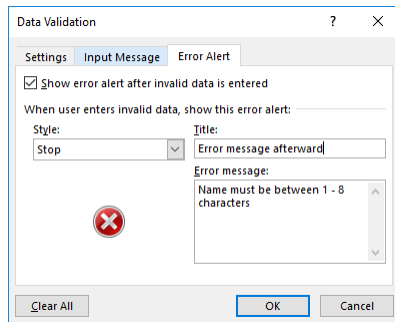 Data Validation ? X
Settings Input Message Error Alert
Show error alert after invalid data is entered
When user enters invalid data, show this error alert:
Style: Title:
Stop Error message afterward
Error message:
Name must be between 1 - 8
characters
Clear All OK Cancel